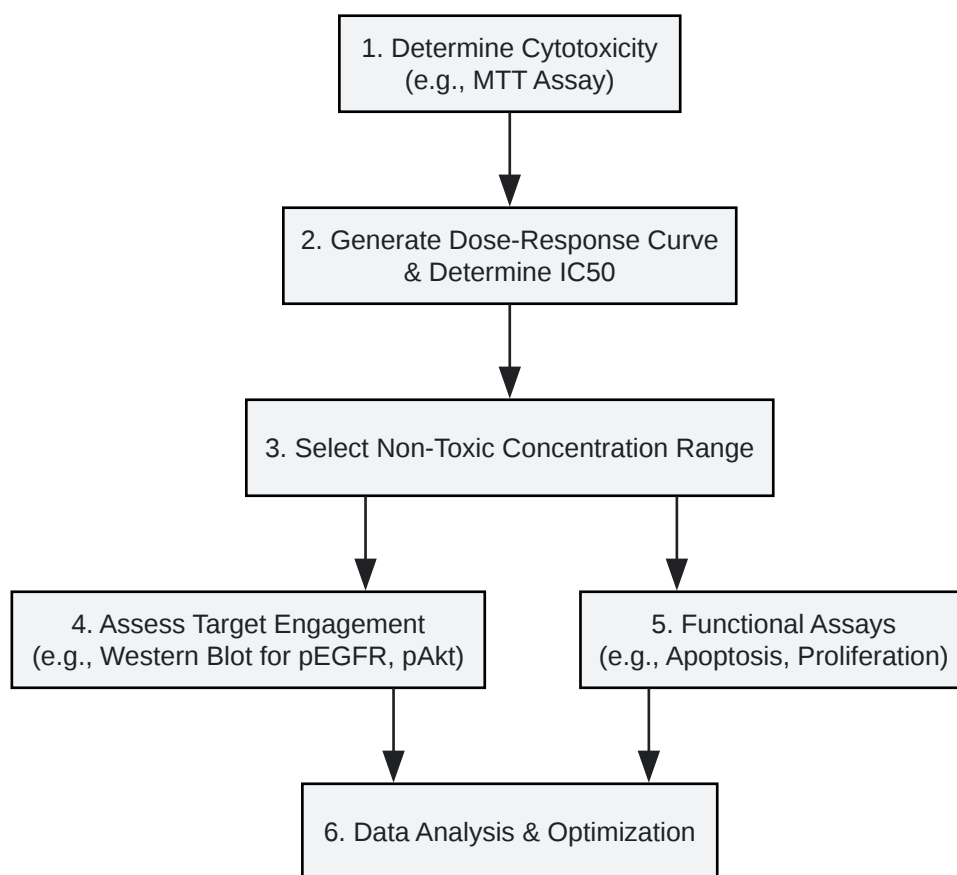 1. Determine Cytotoxicity
(e.g., MTT Assay)
2. Generate Dose-Response Curve
& Determine IC50
3. Select Non-Toxic Concentration Range
4. Assess Target Engagement
(e.g., Western Blot for pEGFR, pAkt)
5. Functional Assays
(e.g., Apoptosis, Proliferation)
6. Data Analysis & Optimization